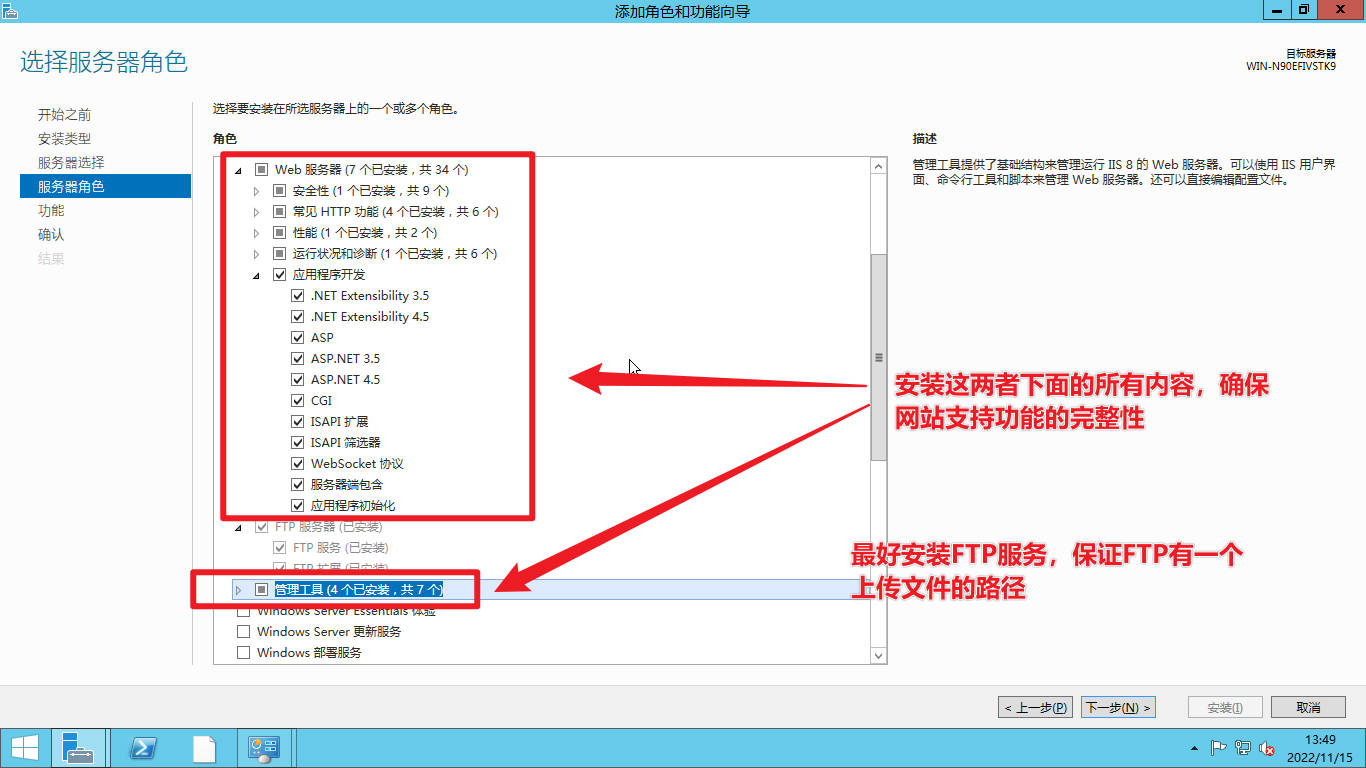 添加角色和功能向导
选择服务器角色
目标服务器
WIN-N90EFIVSTK9
开始之前
安装类型
服务器选择
服务器角色
功能
确认
结果
选择要安装在所选服务器上的一个或多个角色。
角色
Web 服务器 (7 个已安装，共 34 个)
安全性 (1 个已安装，共 9 个)
常见 HTTP 功能 (4 个已安装，共 6 个)
性能 (1 个已安装，共 2 个)
运行状况和诊断 (1 个已安装，共 6 个)
应用程序开发
.NET Extensibility 3.5
.NET Extensibility 4.5
ASP
ASP.NET 3.5
ASP.NET 4.5
CGI
ISAPI 扩展
ISAPI 筛选器
WebSocket 协议
服务器端包含
应用程序初始化
FTP 服务器 (已安装)
FTP 服务 (已安装)
FTP 扩展 (已安装)
管理工具 (4 个已安装，共 7 个)
Windows Server Essentials 体验
Windows Server 更新服务
Windows 部署服务
描述
管理工具提供了基础结构来管理运行 IIS 8 的 Web 服务器。可以使用 IIS 用户界
面、命令行工具和脚本来管理 Web 服务器。还可以直接编辑配置文件。
安装这两者下面的所有内容，确保
网站支持功能的完整性
最好安装FTP服务，保证FTP有一个
上传文件的路径
< 上一步(P)
下一步(N) >
安装(I)
取消
13:49
2022/11/15